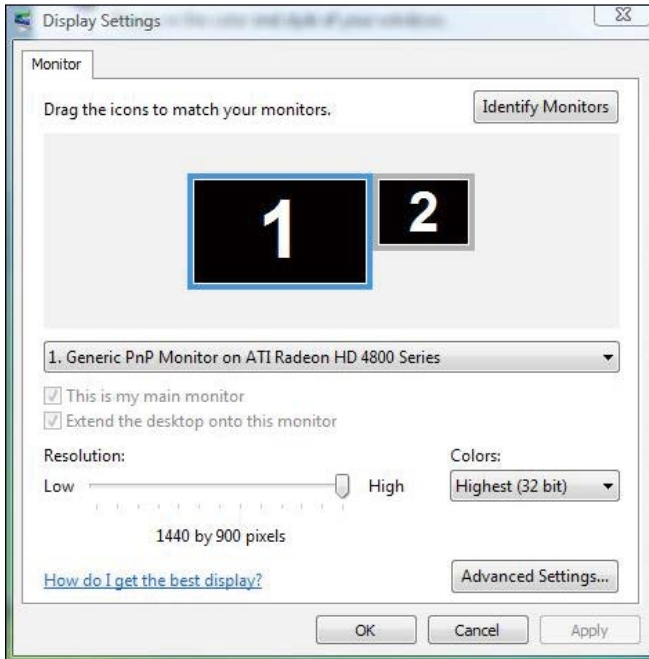 Display Settings
Monitor
Drag the icons to match your monitors.
Identify Monitors
1
2
1. Generic PnP Monitor on ATI Radeon HD 4800 Series
This is my main monitor
Extend the desktop onto this monitor
Resolution:
Colors:
Low
High
Highest (32 bit)
1440 by 900 pixels
How do I get the best display?
Advanced Settings...
OK
Cancel
Apply